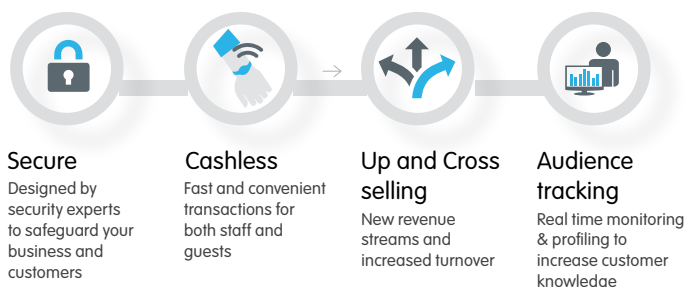 Secure
Designed by
security experts
to safeguard your
business and
customers
Cashless
Fast and convenient
transactions for
both staff and
guests
Up and Cross
selling
New revenue
streams and
increased turnover
Audience
tracking
Real time monitoring
& profiling to
increase customer
knowledge